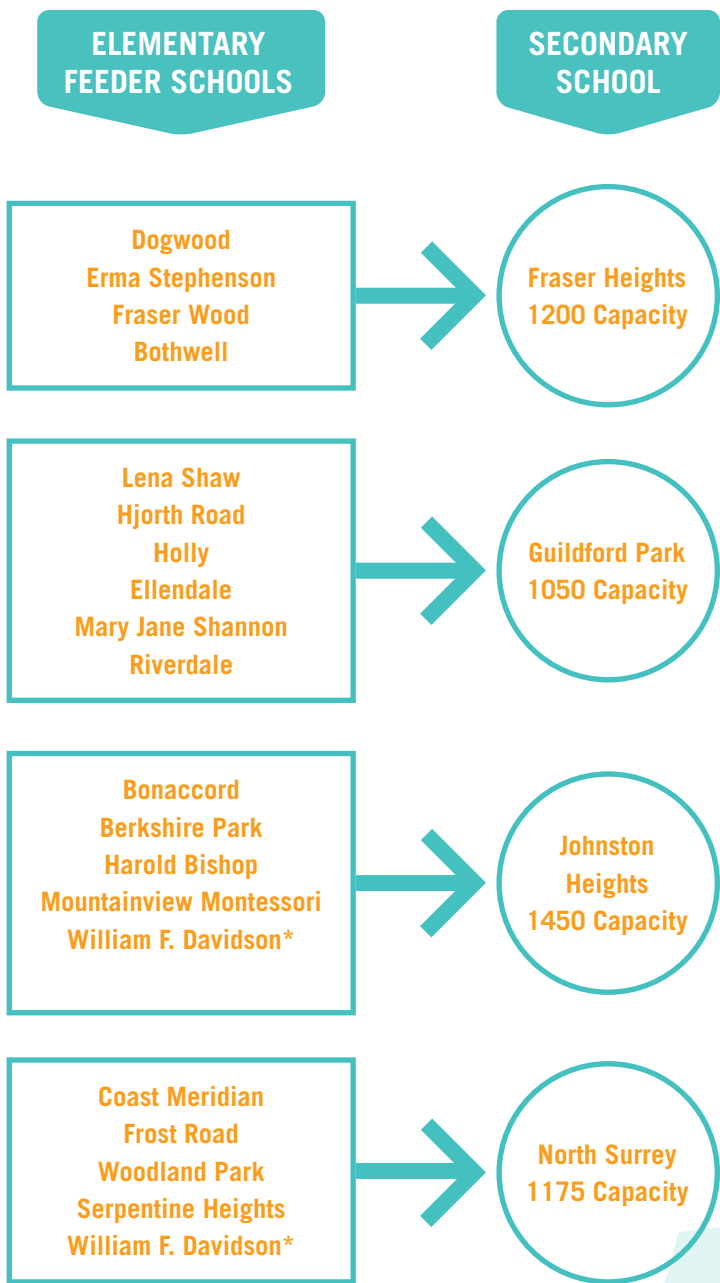 ELEMENTARY
FEEDER SCHOOLS
SECONDARY
SCHOOL
Dogwood
Erma Stephenson
Fraser Wood
Bothwell
Fraser Heights
1200 Capacity
Lena Shaw
Hjorth Road
Holly
Ellendale
Mary Jane Shannon
Riverdale
Guildford Park
1050 Capacity
Bonaccord
Berkshire Park
Harold Bishop
Mountainview Montessori
William F. Davidson*
Johnston
Heights
1450 Capacity
Coast Meridian
Frost Road
Woodland Park
Serpentine Heights
William F. Davidson*
North Surrey
1175 Capacity